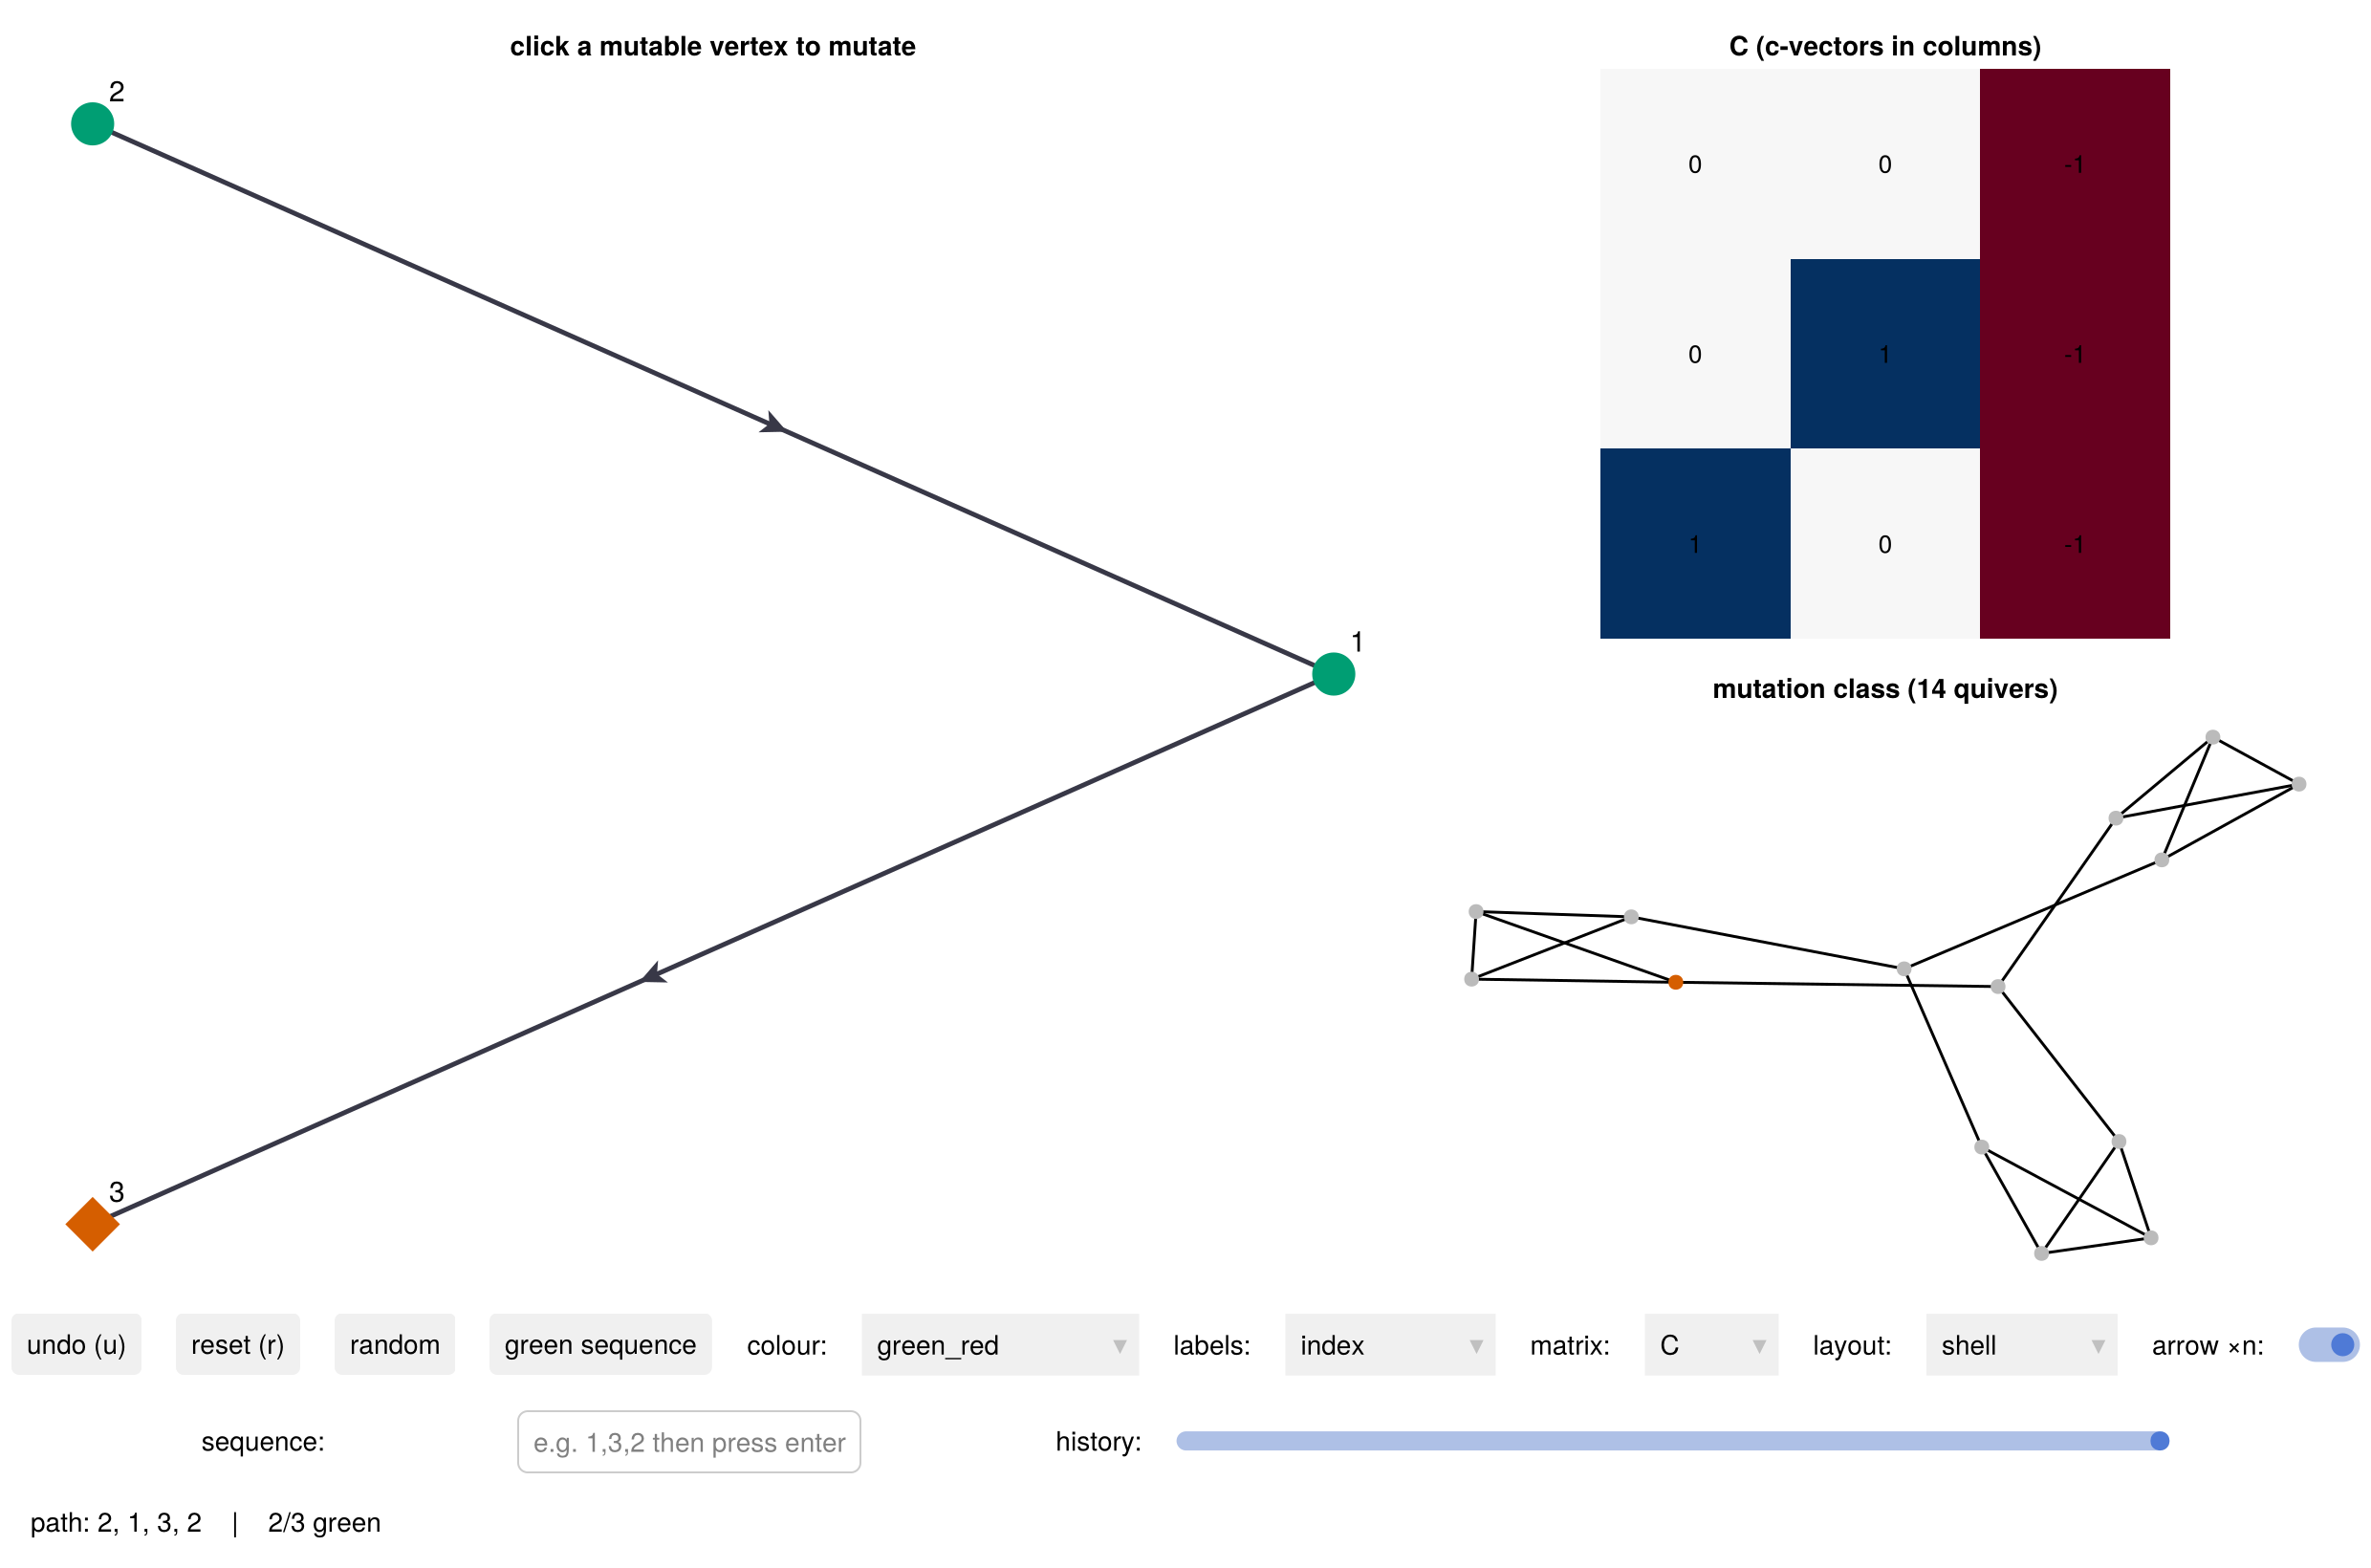 click a mutable vertex to mutate
2
1
3
C (c-vectors in columns)
0 0 -1
0 1 -1
1 0 -1
mutation class (14 quivers)
undo (u) reset (r) random green sequence colour: green_red ▼ labels: index ▼ matrix: C ▼ layout: shell ▼ arrow ×n:
sequence: e.g. 1,3,2 then press enter history:
path: 2, 1, 3, 2 | 2/3 green